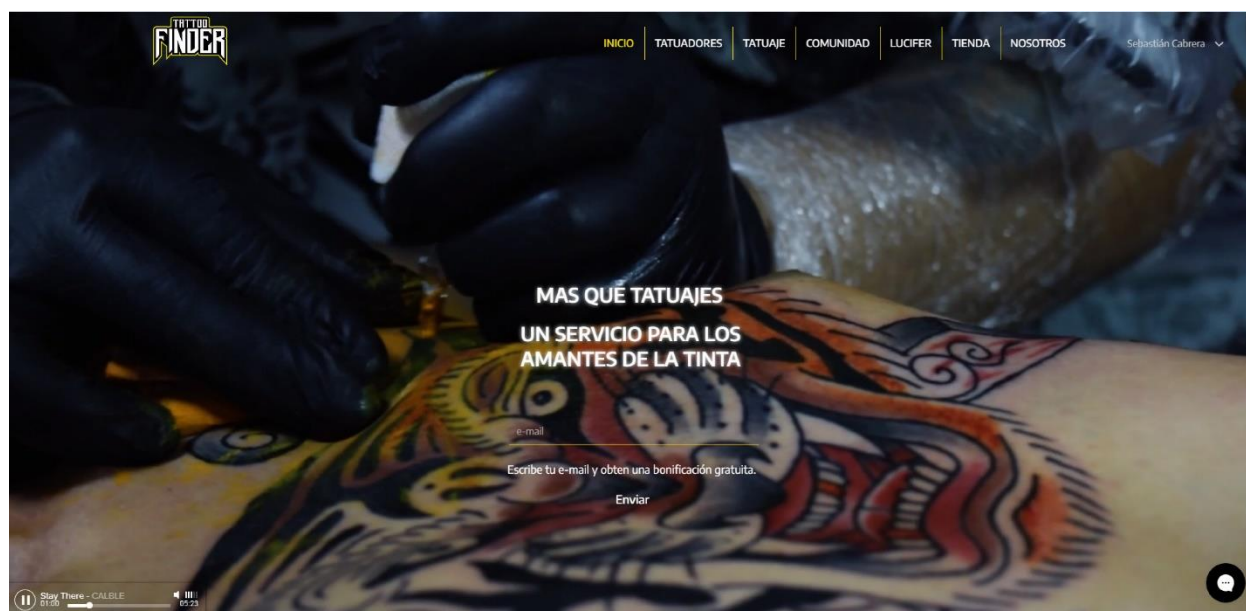 TATTOO
FINDER
INICIO
TATUADORES
TATUAJE
COMUNIDAD
LUCIFER
TIENDA
NOSOTROS
Sebastián Cabrera
MAS QUE TATUAJES
UN SERVICIO PARA LOS
AMANTES DE LA TINTA
e-mail
Escribe tu e-mail y obten una bonificación gratuita.
Enviar
Stay There - CALBLE
01:00
05:23